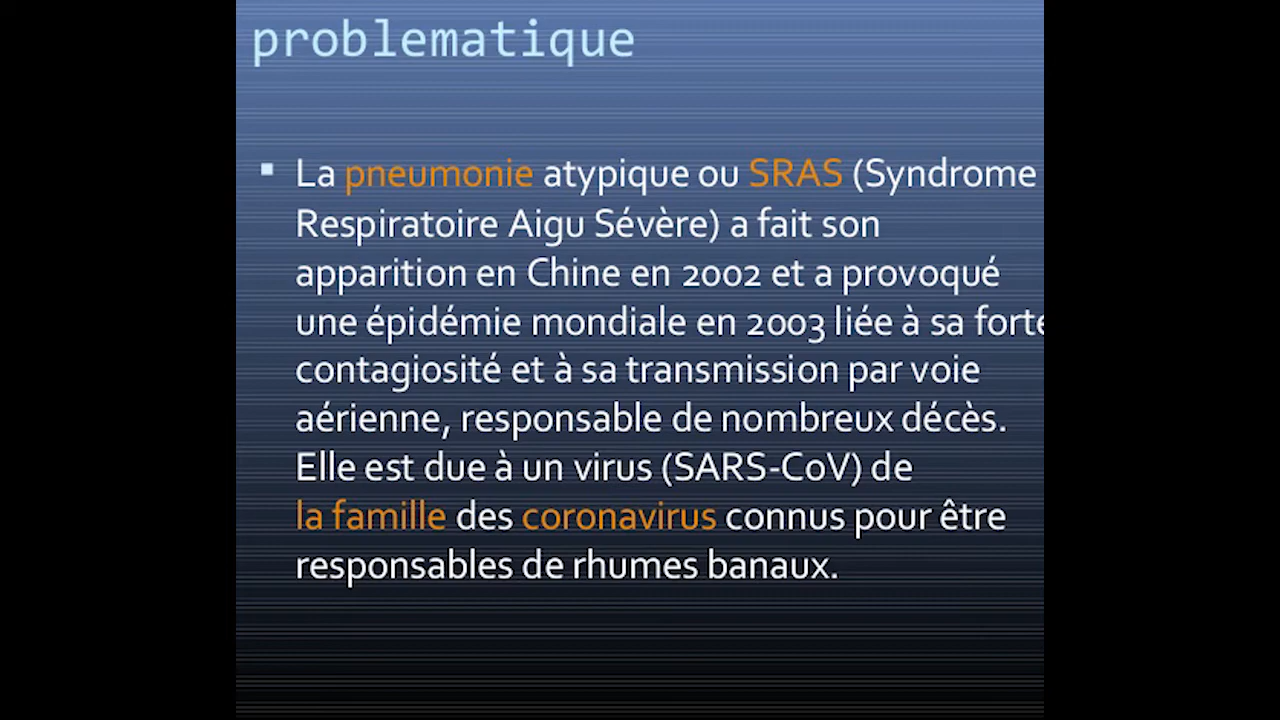 problematique
▪ La pneumonie atypique ou SRAS (Syndrome
Respiratoire Aigu Sévère) a fait son
apparition en Chine en 2002 et a provoqué
une épidémie mondiale en 2003 liée à sa forte
contagiosité et à sa transmission par voie
aérienne, responsable de nombreux décès.
Elle est due à un virus (SARS-CoV) de
la famille des coronavirus connus pour être
responsables de rhumes banaux.